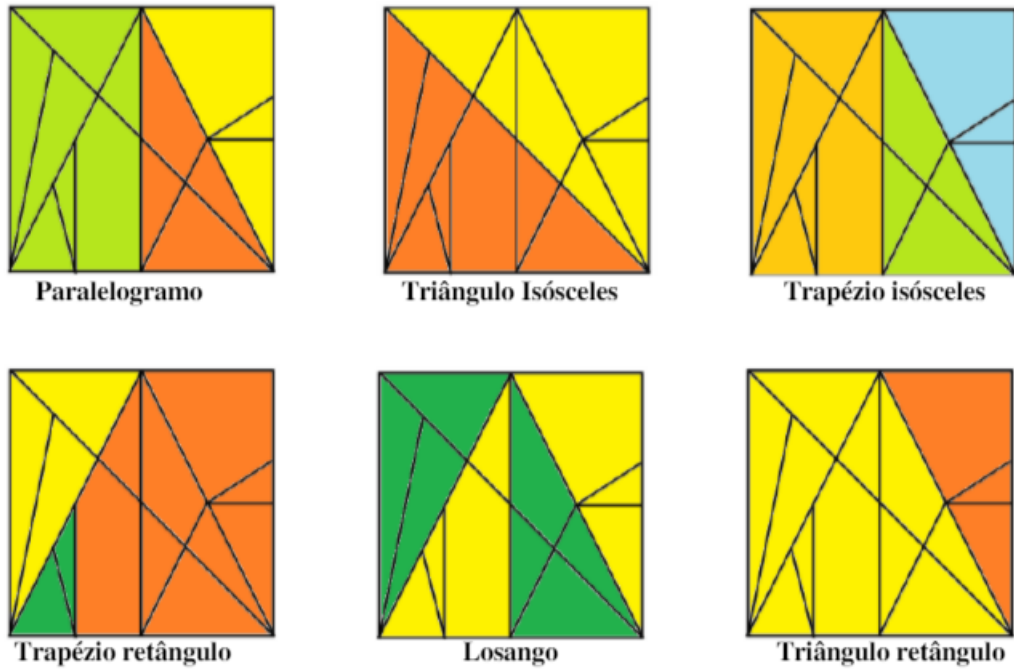 Paralelogramo
Triângulo Isósceles
Trapézio isósceles
Trapézio retângulo
Losango
Triângulo retângulo